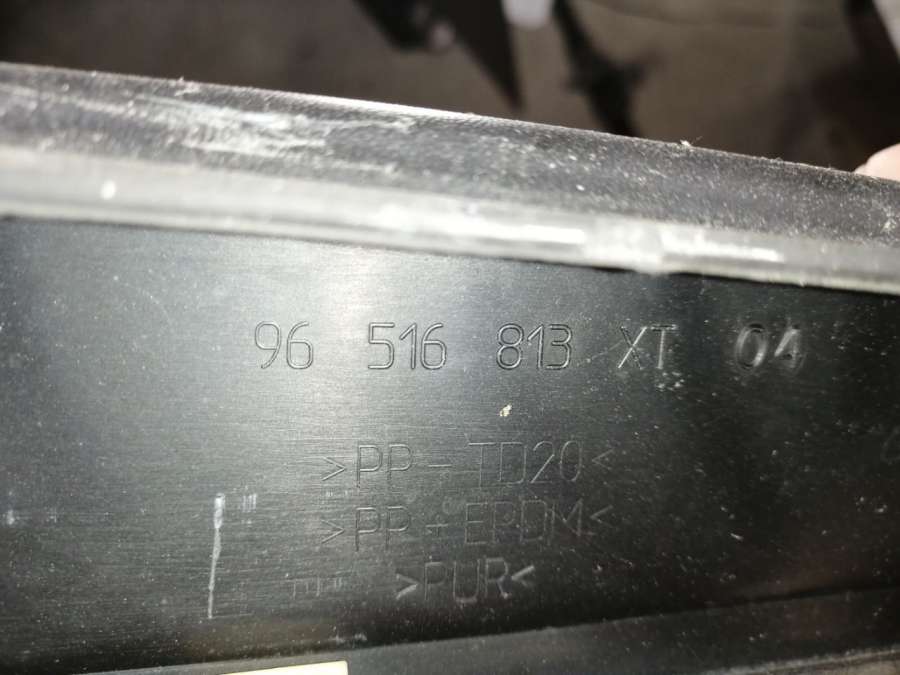 96 516 813 XT 04
>PP-TD20<
>PP+EPDM<
>PUR<